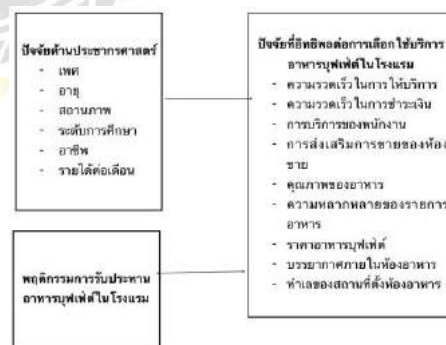 ปัจจัยด้านประชากรศาสตร์
- เพศ
- อายุ
- สถานภาพ
- ระดับการศึกษา
- อาชีพ
- รายได้ต่อเดือน
พฤติกรรมการรับประทาน
อาหารบุฟเฟ่ต์ในโรงแรม
ปัจจัยที่อิทธิพลต่อการเลือกใช้บริการ
อาหารบุฟเฟ่ต์ในโรงแรม
- ความรวดเร็วในการให้บริการ
- ความรวดเร็วในการชำระเงิน
- การบริการของพนักงาน
- การส่งเสริมการขายของห้อง
ขาย
- คุณภาพของอาหาร
- ความหลากหลายของรายการ
อาหาร
- ราคาอาหารบุฟเฟ่ต์
- บรรยากาศภายในห้องอาหาร
- ทำเลของสถานที่ตั้งห้องอาหาร